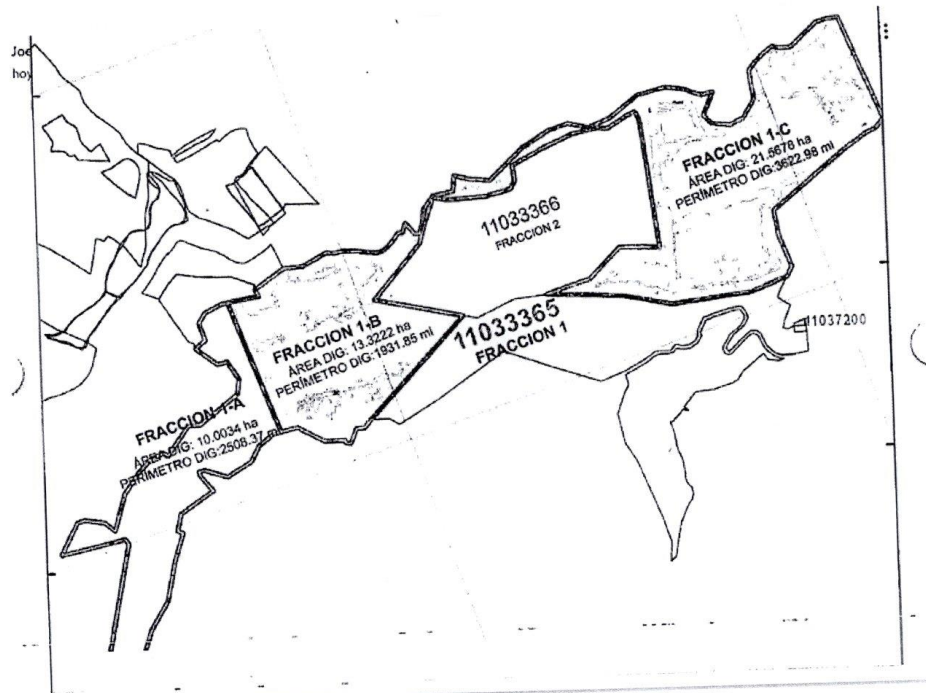 Joe
hoy
FRACCION 1-C
ÁREA DIG: 21.5676 ha
PERÍMETRO DIG:3622.98 ml
11033366
FRACCION 2
11033365
FRACCION 1
11037200
FRACCION 1-B
ÁREA DIG: 13.3222 ha
PERÍMETRO DIG:1931.85 ml
FRACCION 1-A
ÁREA DIG: 10.0034 ha
PERÍMETRO DIG:2508.37 ml